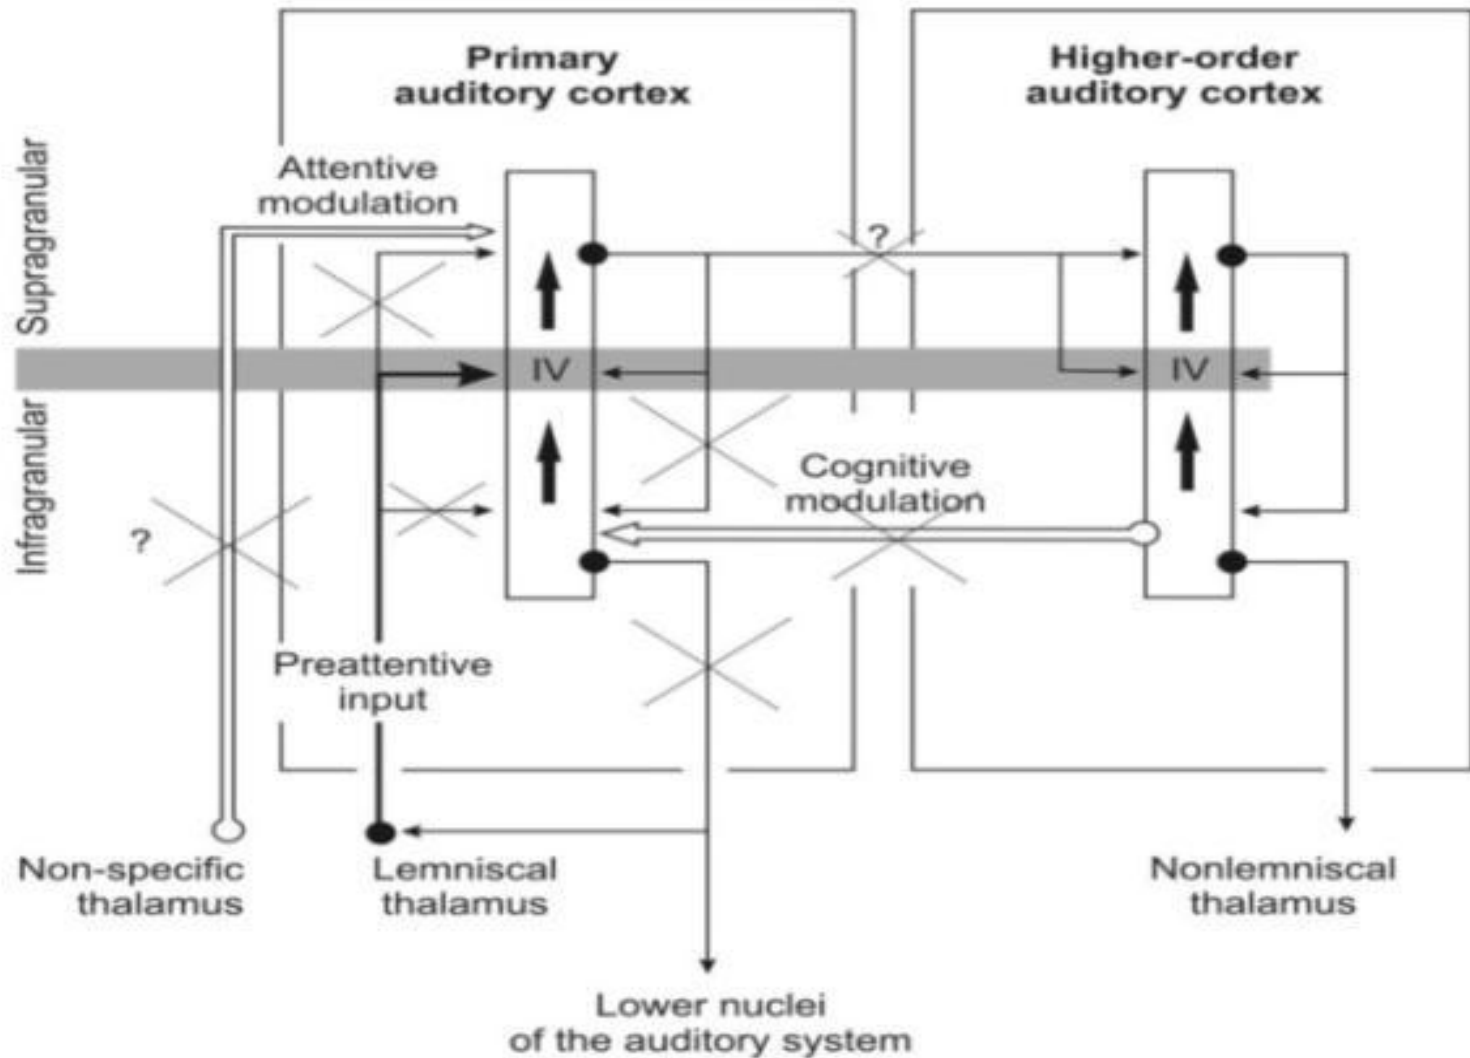 Primary
auditory cortex
Higher-order
auditory cortex
Supragranular
Attentive
modulation
?
IV
IV
Infragranular
Cognitive
modulation
?
Preattentive
input
Non-specific
thalamus
Lemniscal
thalamus
Nonlemniscal
thalamus
Lower nuclei
of the auditory system